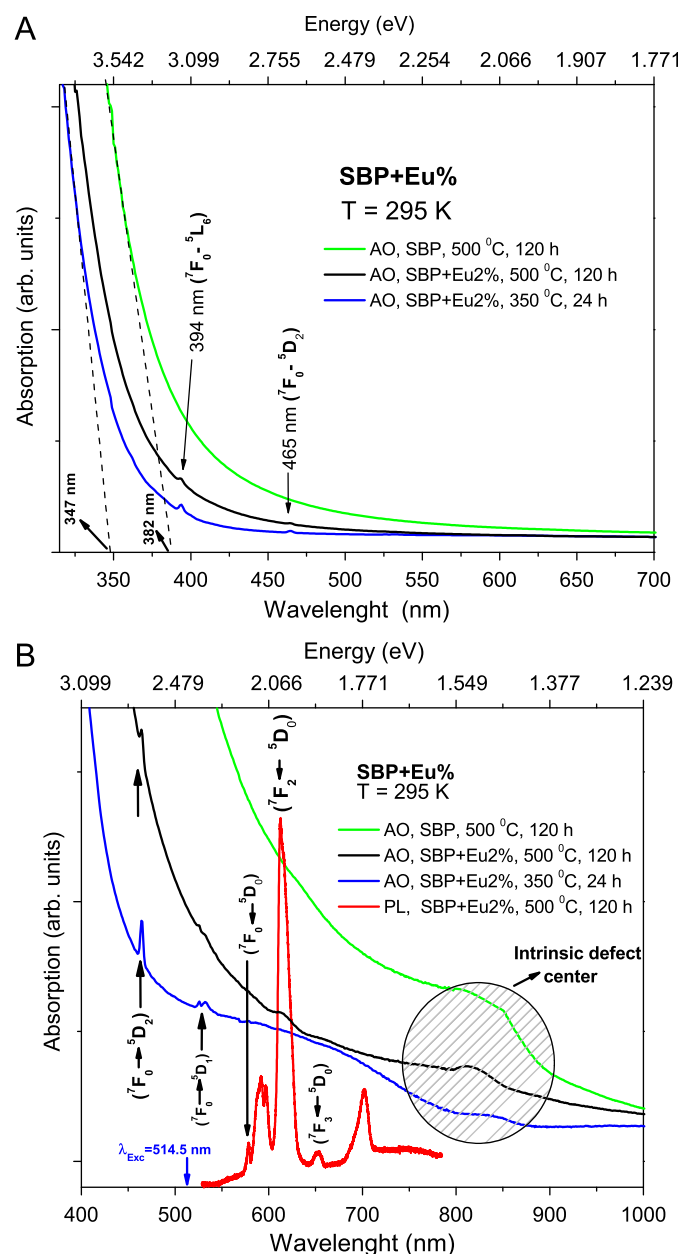 A
Energy (eV)
3.542 3.099 2.755 2.479 2.254 2.066 1.907 1.771
Absorption (arb. units)
SBP+Eu%
T = 295 K
AO, SBP, 500 ⁰C, 120 h
AO, SBP+Eu2%, 500 ⁰C, 120 h
AO, SBP+Eu2%, 350 ⁰C, 24 h
394 nm (⁷F₀- ⁵L₆)
465 nm (⁷F₀- ⁵D₂)
347 nm
382 nm
350 400 450 500 550 600 650 700
Wavelenght (nm)
B
Energy (eV)
3.099 2.479 2.066 1.771 1.549 1.377 1.239
Absorption (arb. units)
(⁷F₂ ⁵D₀)
SBP+Eu%
T = 295 K
AO, SBP, 500 ⁰C, 120 h
AO, SBP+Eu2%, 500 ⁰C, 120 h
AO, SBP+Eu2%, 350 ⁰C, 24 h
PL, SBP+Eu2%, 500 ⁰C, 120 h
(⁷F₀ ⁵D₀)
Intrinsic defect
center
(⁷F₀ ⁵D₂)
(⁷F₀ ⁵D₁)
(⁷F₃ ⁵D₀)
λExc=514.5 nm
400 500 600 700 800 900 1000
Wavelenght (nm)